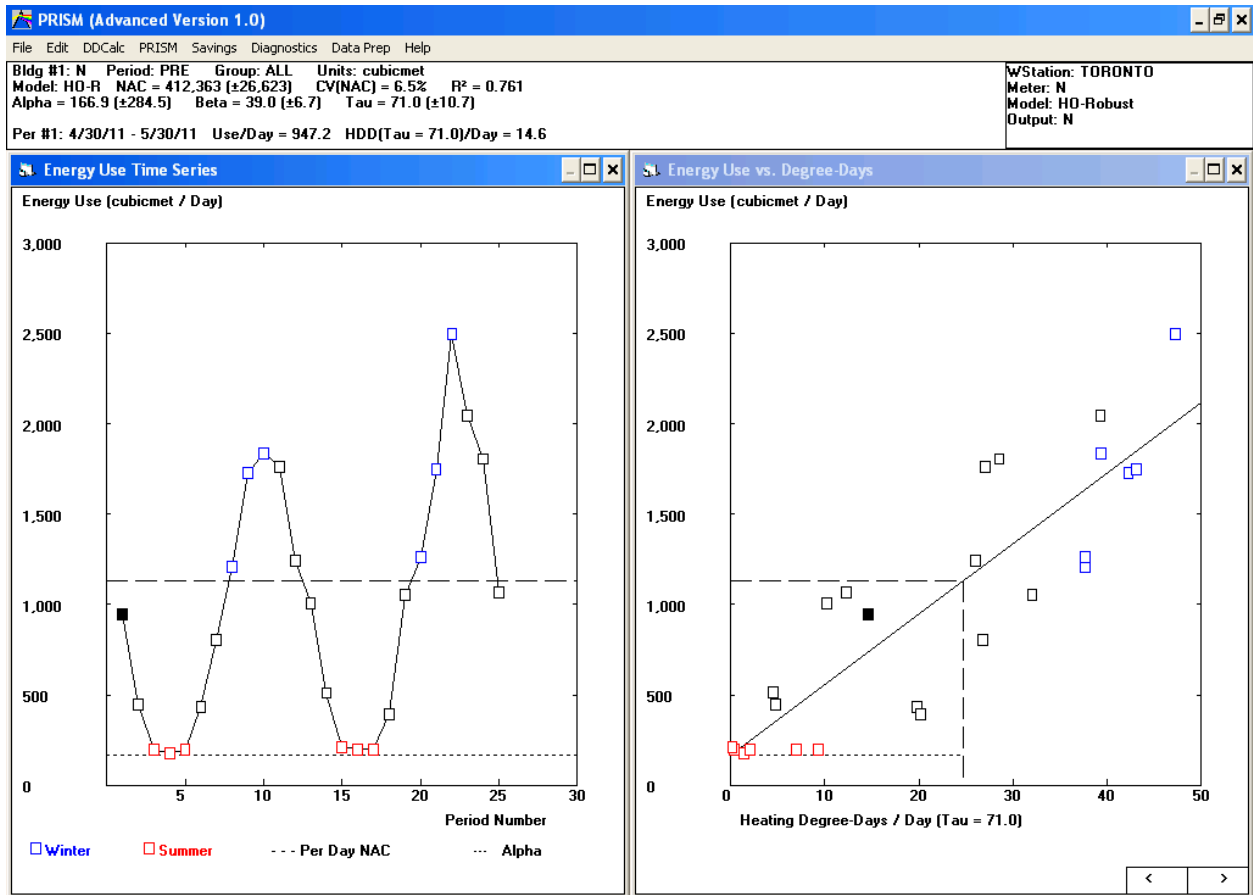 PRISM (Advanced Version 1.0)
File Edit DDCalc PRISM Savings Diagnostics Data Prep Help
Bldg #1: N Period: PRE Group: ALL Units: cubicmet
Model: HO-R NAC = 412,363 (±26,623) CV(NAC) = 6.5% R² = 0.761
Alpha = 166.9 (±284.5) Beta = 39.0 (±6.7) Tau = 71.0 (±10.7)
Per #1: 4/30/11 - 5/30/11 Use/Day = 947.2 HDD(Tau = 71.0)/Day = 14.6
WStation: TORONTO
Meter: N
Model: HO-Robust
Output: N
Energy Use Time Series
Energy Use (cubicmet / Day)
3,000
2,500
2,000
1,500
1,000
500
0
5 10 15 20 25 30
Period Number
Winter Summer - - - Per Day NAC --- Alpha
Energy Use vs. Degree-Days
Energy Use (cubicmet / Day)
3,000
2,500
2,000
1,500
1,000
500
0
0 10 20 30 40 50
Heating Degree-Days / Day (Tau = 71.0)
< >